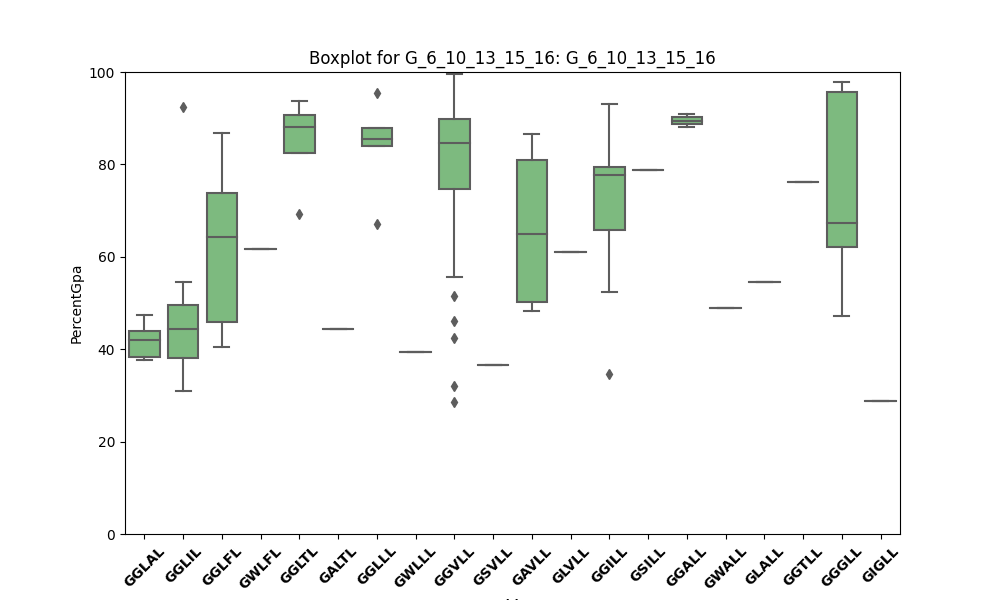 Boxplot for G_6_10_13_15_16: G_6_10_13_15_16
100
80
60
40
20
0
PercentGpa
GGLAL GGLIL GGLFL GWLFL GGLTL GALTL GGLLL GWLLL GGVLL GSVLL GAVLL GLVLL GGILL GSILL GGALL GWALL GLALL GGTLL GGGLL GIGLL